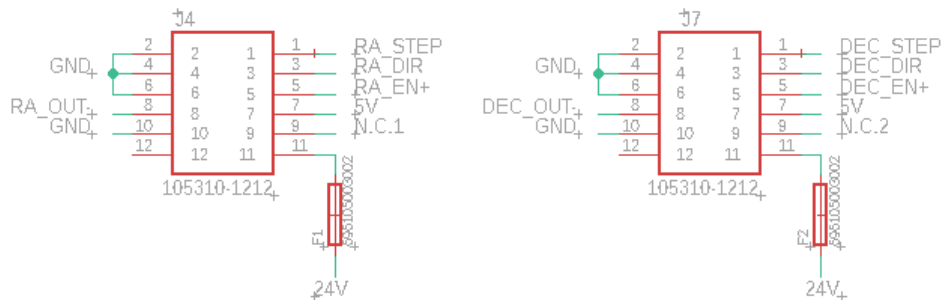 J4
2 2 1 1 RA_STEP
GND 4 4 3 3 RA_DIR
6 6 5 5 RA_EN+
RA_OUT- 8 8 7 7 5V
GND 10 10 9 9 N.C.1
12 12 11 11
105310-1212
F1
24V
J7
2 2 1 1 DEC_STEP
GND 4 4 3 3 DEC_DIR
6 6 5 5 DEC_EN+
DEC_OUT- 8 8 7 7 5V
GND 10 10 9 9 N.C.2
12 12 11 11
105310-1212
F2
24V